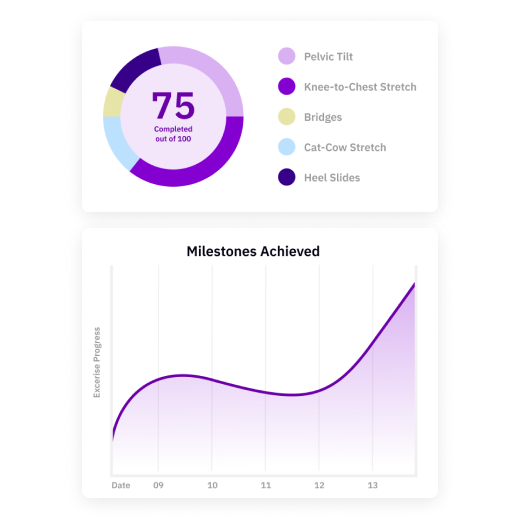 75
Completed
out of 100
Pelvic Tilt
Knee-to-Chest Stretch
Bridges
Cat-Cow Stretch
Heel Slides
Milestones Achieved
Excerise Progress
Date 09 10 11 12 13